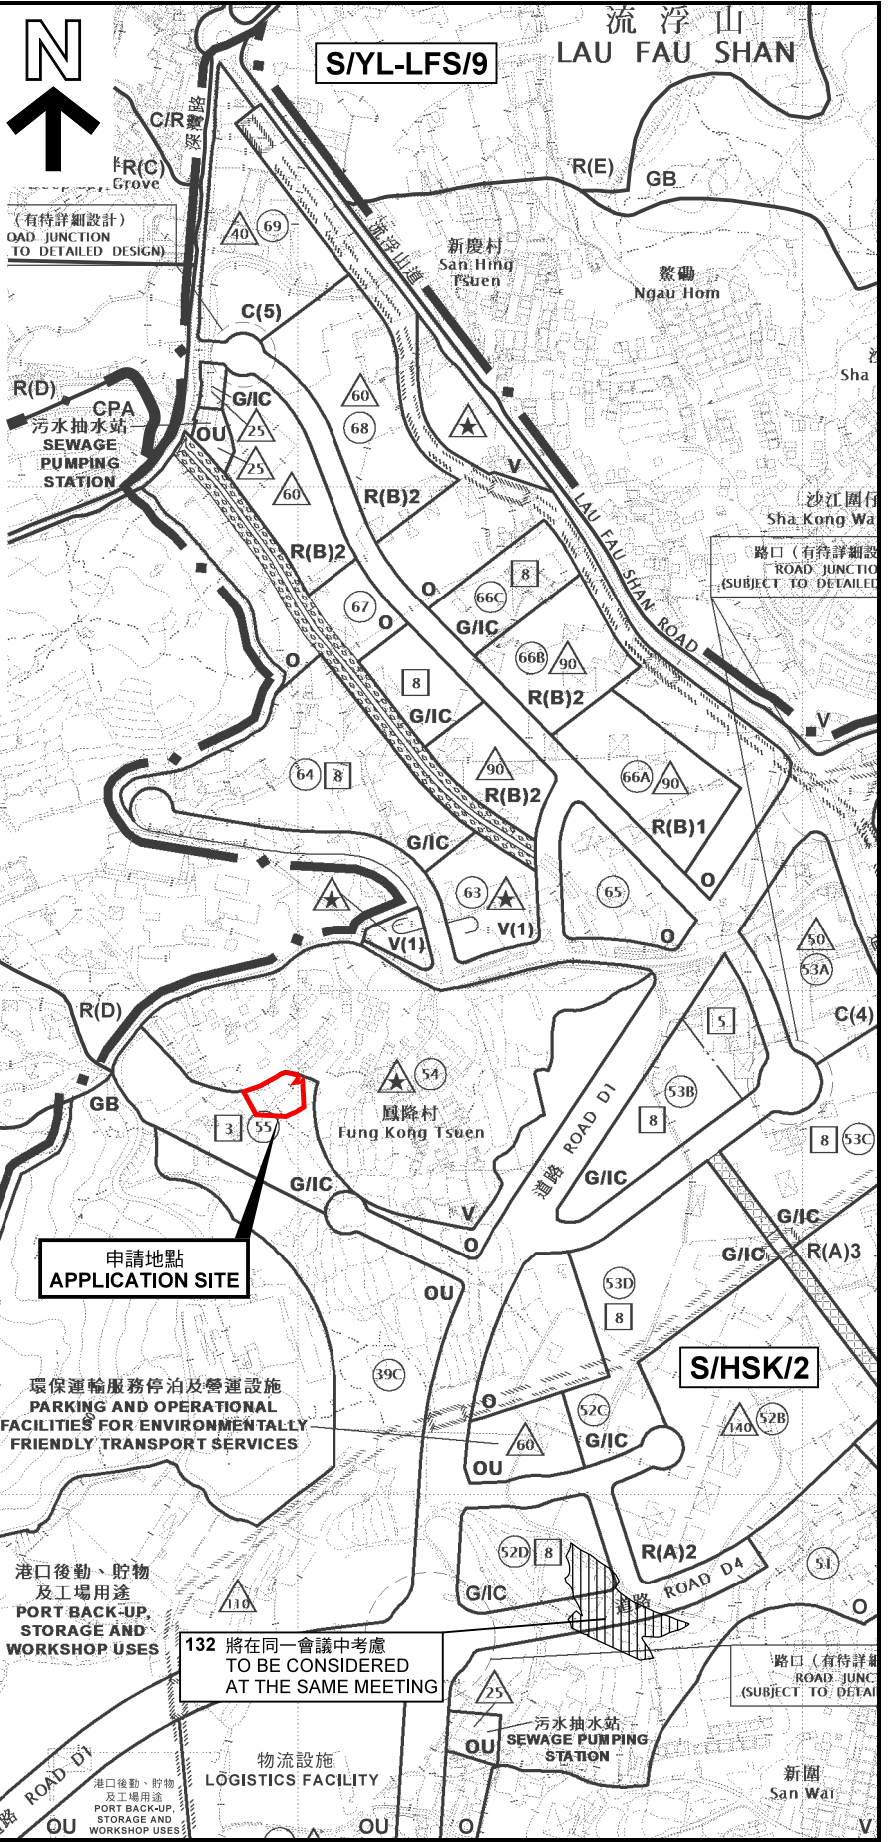 N
S/YL-LFS/9
流浮山
LAU FAU SHAN
C/R
深灣路
R(C)
Grove
R(E)
GB
(有待詳細設計)
OAD JUNCTION
TO DETAILED DESIGN)
40
69
流浮山道
新慶村
San Hing
Tsuen
鰲磡
Ngau Hom
C(5)
Sha
R(D)
CPA
G/IC
60
68
污水抽水站
SEWAGE
PUMPING
STATION
OU
25
25
60
V
R(B)2
R(B)2
沙江圍仔
Sha Kong Wa
LAU FAU SHAN ROAD
路口(有待詳細設
ROAD JUNCTIO
(SUBJECT TO DETAILED
8
66C
67
O
O
G/IC
O
66B
90
8
R(B)2
G/IC
V
64
8
90
R(B)2
66A
90
R(B)1
G/IC
63
65
O
V(1)
V(1)
O
50
53A
C(4)
R(D)
5
54
53B
GB
鳳降村
Fung Kong Tsuen
3
55
8
8
53C
道路 ROAD D1
G/IC
G/IC
V
G/IC
O
G/IC
R(A)3
申請地點
APPLICATION SITE
OU
53D
8
S/HSK/2
39C
環保運輸服務停泊及營運設施
PARKING AND OPERATIONAL
FACILITIES FOR ENVIRONMENTALLY
FRIENDLY TRANSPORT SERVICES
O
52C
52B
140
60
G/IC
OU
52D
8
R(A)2
51
G/IC
道路 ROAD D4
O
港口後勤、貯物
及工場用途
PORT BACK-UP,
STORAGE AND
WORKSHOP USES
110
132 將在同一會議中考慮
TO BE CONSIDERED
AT THE SAME MEETING
路口(有待詳細
ROAD JUNC
(SUBJECT TO DETAI
25
污水抽水站
SEWAGE PUMPING
STATION
OU
物流設施
LOGISTICS FACILITY
新圍
San Wai
路 ROAD D1
港口後勤、貯物
及工場用途
PORT BACK-UP,
STORAGE AND
WORKSHOP USES
OU
OU
O
V